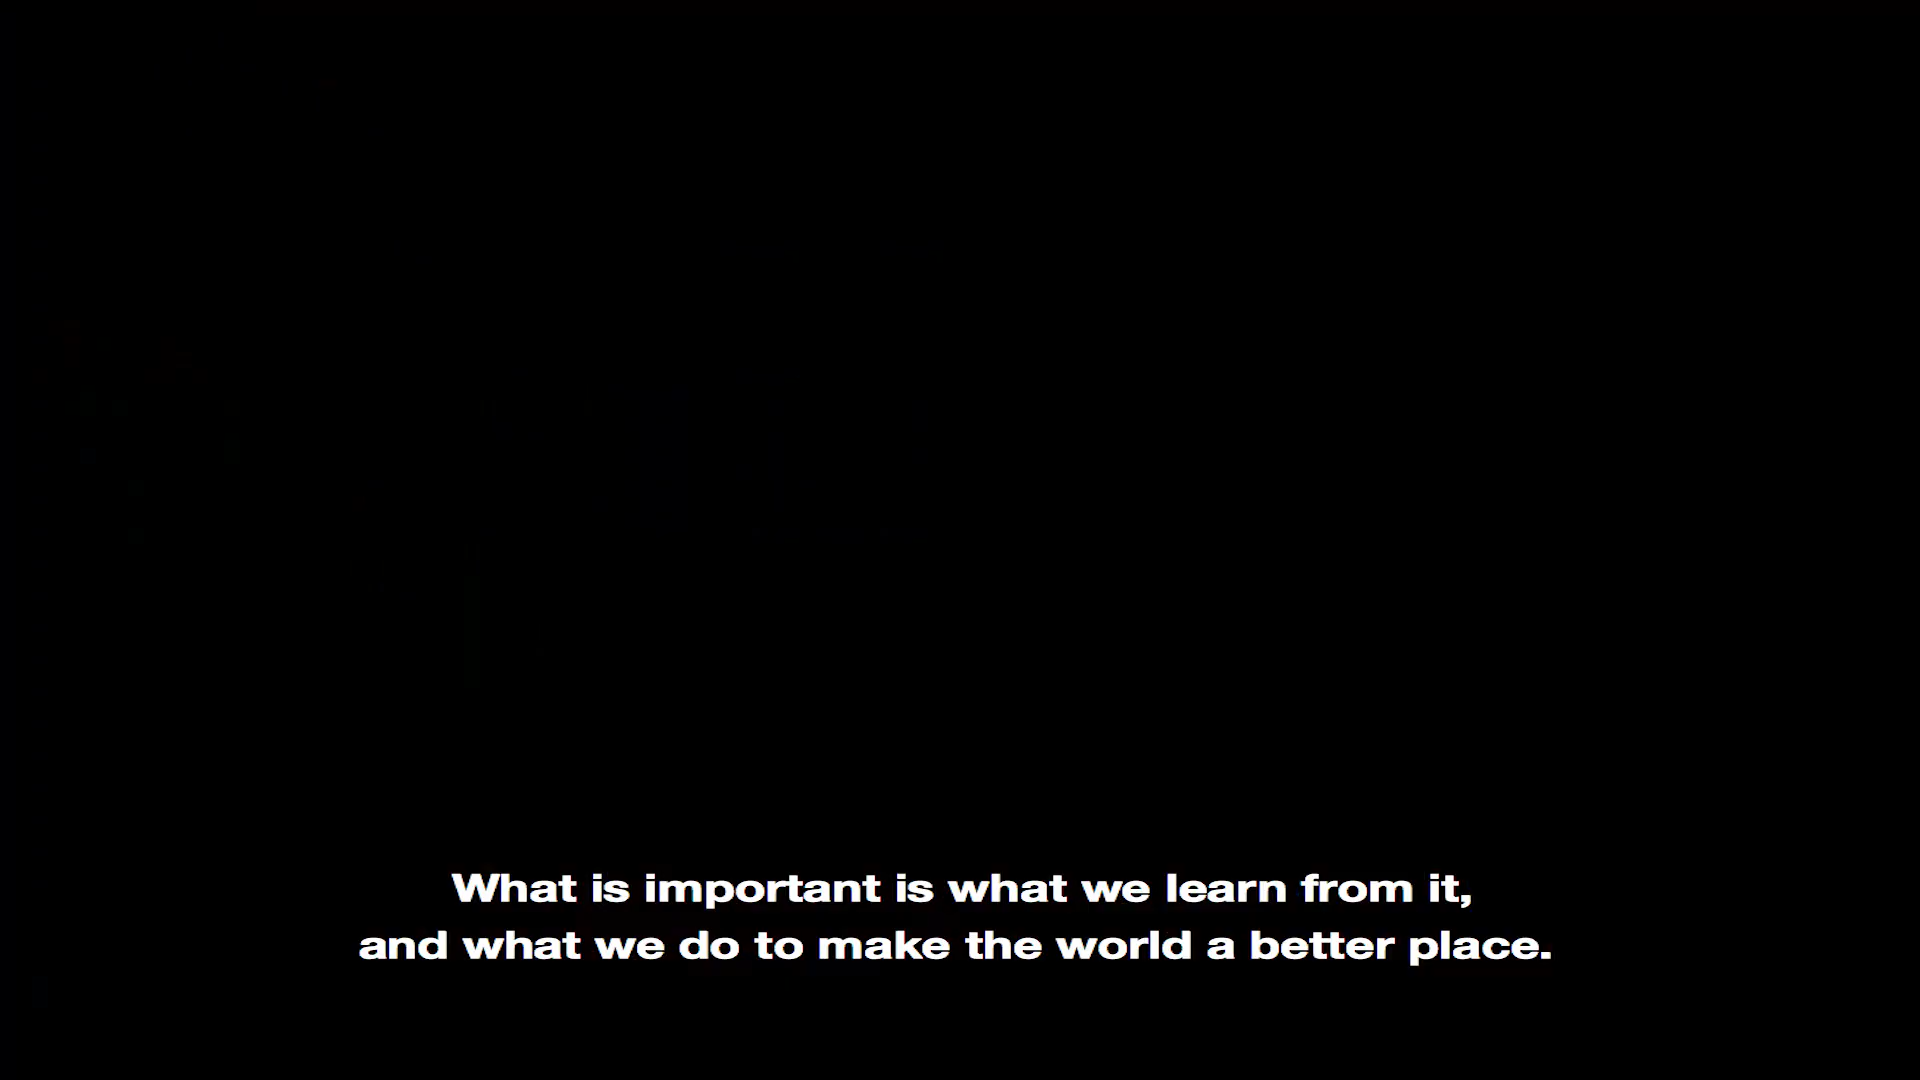 What is important is what we learn from it,
and what we do to make the world a better place.